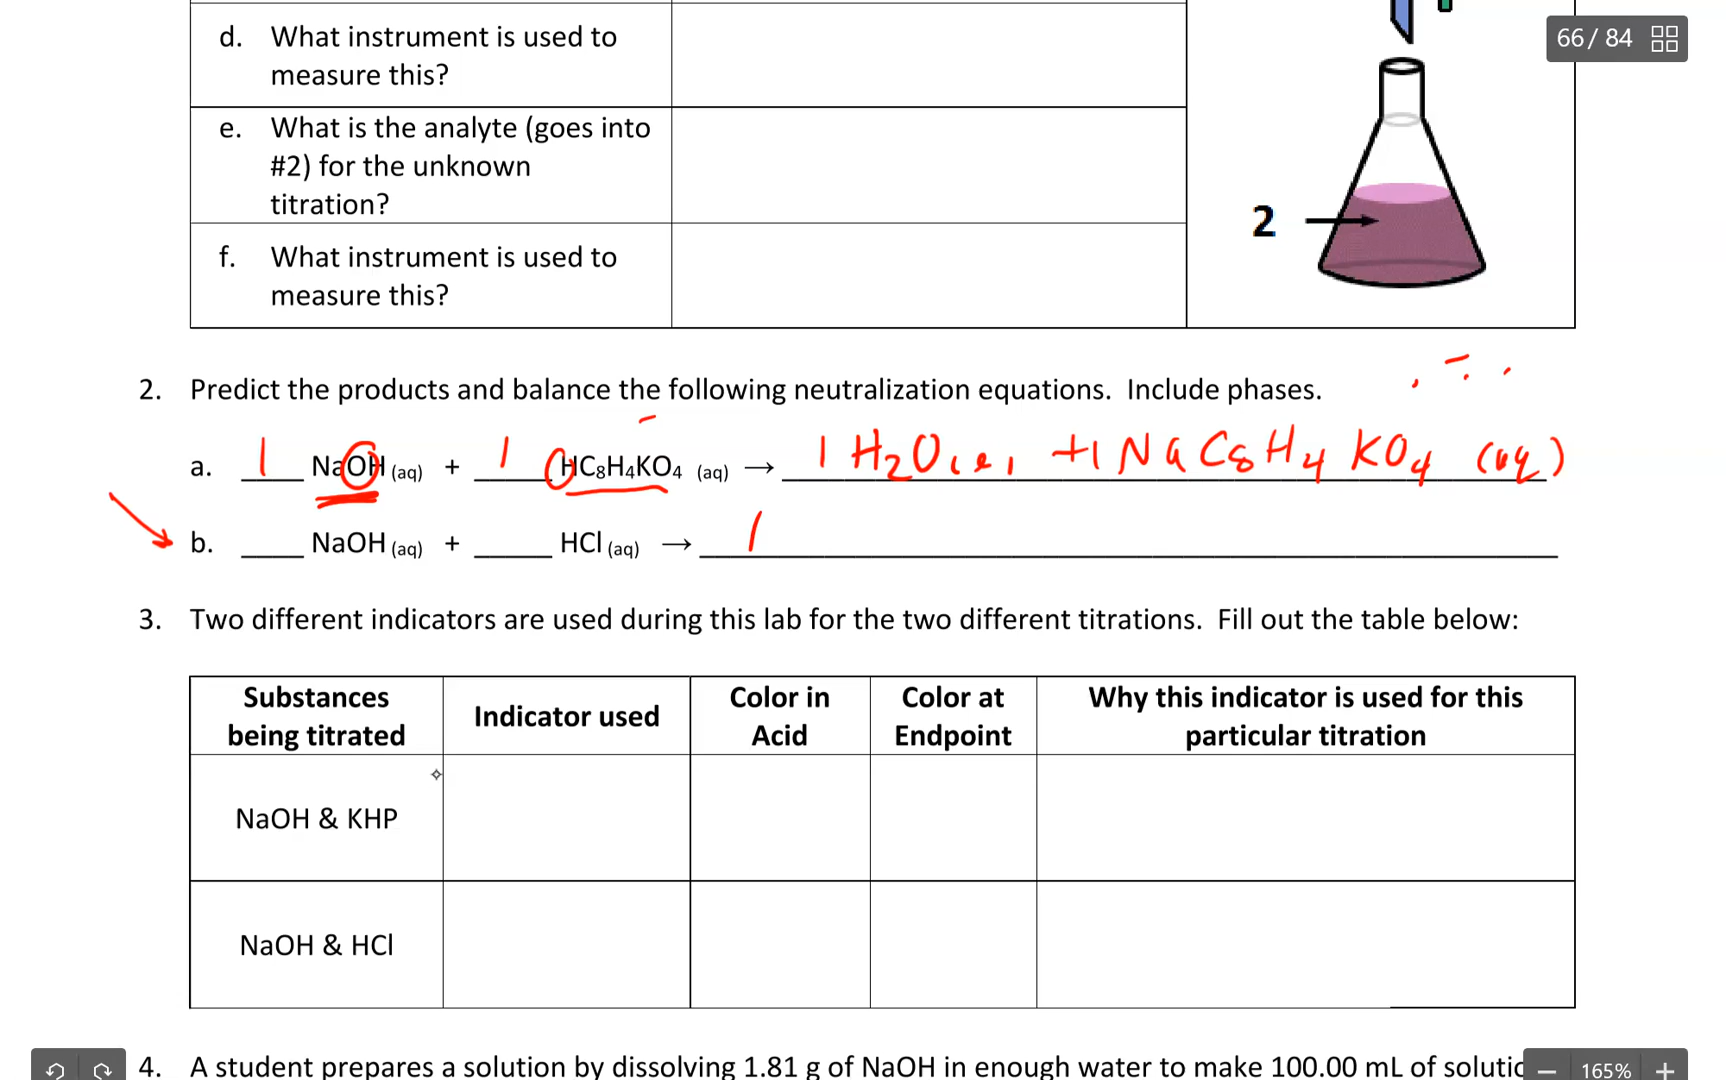 d. What instrument is used to
measure this?
66 / 84
e. What is the analyte (goes into
#2) for the unknown
titration?
2
f. What instrument is used to
measure this?
2. Predict the products and balance the following neutralization equations. Include phases.
a. 1 NaOH (aq) + 1 HC₈H₄KO₄ (aq) → 1 H₂O(l) + 1 NaC₈H₄KO₄ (aq)
b. ____ NaOH (aq) + _____ HCl (aq) → 1
3. Two different indicators are used during this lab for the two different titrations. Fill out the table below:
Substances being titrated | Indicator used | Color in Acid | Color at Endpoint | Why this indicator is used for this particular titration
NaOH & KHP
NaOH & HCl
4. A student prepares a solution by dissolving 1.81 g of NaOH in enough water to make 100.00 mL of
165%